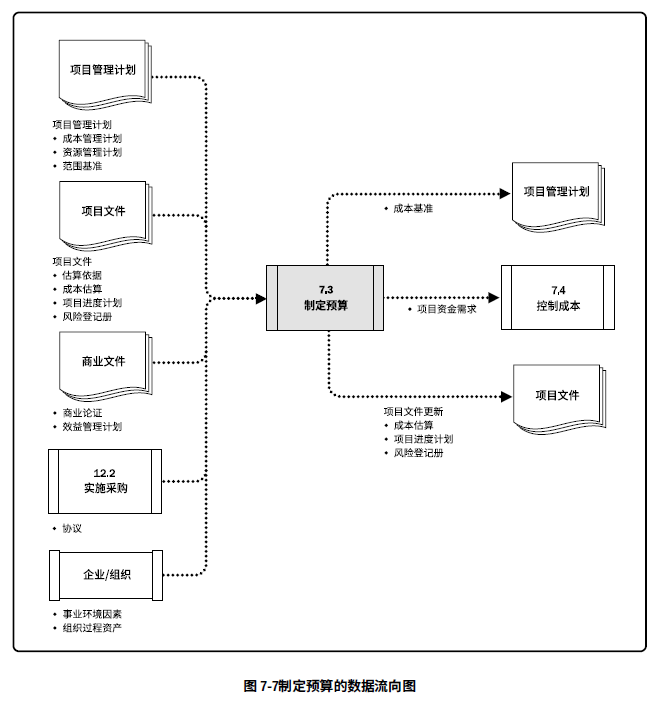 项目管理计划
项目管理计划
◆ 成本管理计划
◆ 资源管理计划
◆ 范围基准
项目文件
项目文件
◆ 估算依据
◆ 成本估算
◆ 项目进度计划
◆ 风险登记册
商业文件
◆ 商业论证
◆ 效益管理计划
12.2
实施采购
◆ 协议
企业/组织
◆ 事业环境因素
◆ 组织过程资产
7.3
制定预算
◆ 成本基准
项目管理计划
◆ 项目资金需求
7.4
控制成本
项目文件
项目文件更新
◆ 成本估算
◆ 项目进度计划
◆ 风险登记册
图 7-7制定预算的数据流向图